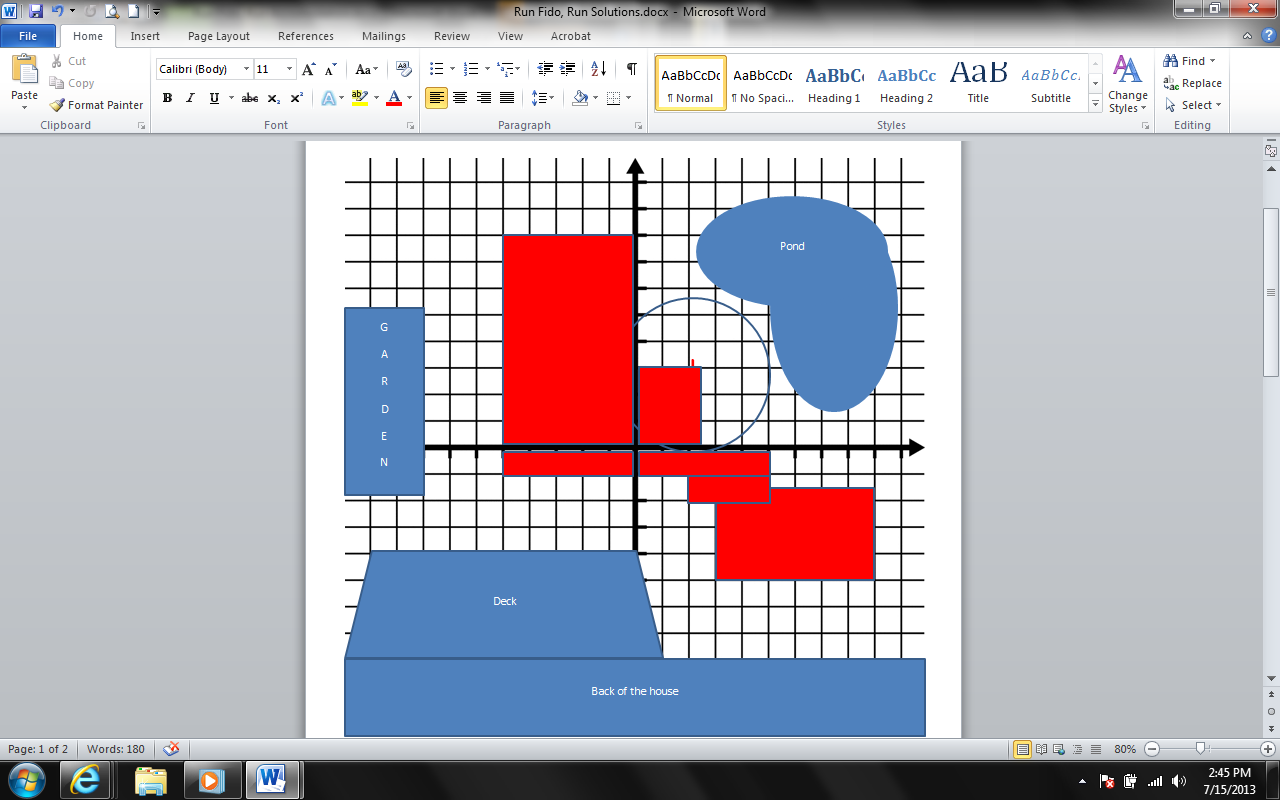 Run Fido, Run Solutions.docx - Microsoft Word
File Home Insert Page Layout References Mailings Review View Acrobat
Paste
Cut
Copy
Format Painter
Clipboard
Calibri (Body) 11
Font
Paragraph
AaBbCcDc AaBbCcDc AaBbCc AaBbCc AaB AaBbCc.
¶ Normal ¶ No Spaci... Heading 1 Heading 2 Title Subtitle
Styles
Change
Styles
Find
Replace
Select
Editing
Pond
G
A
R
D
E
N
Deck
Back of the house
Page: 1 of 2 Words: 180
80%
2:45 PM
7/15/2013